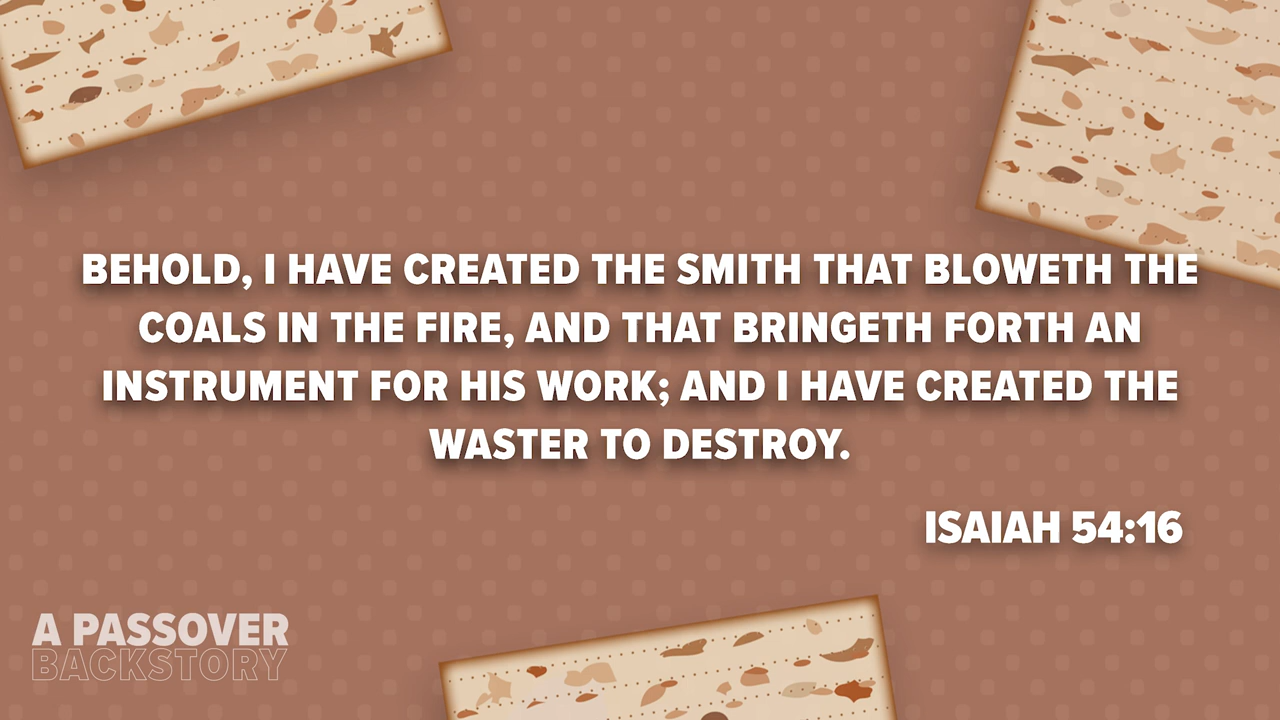 BEHOLD, I HAVE CREATED THE SMITH THAT BLOWETH THE
COALS IN THE FIRE, AND THAT BRINGETH FORTH AN
INSTRUMENT FOR HIS WORK; AND I HAVE CREATED THE
WASTER TO DESTROY.
ISAIAH 54:16
A PASSOVER
BACKSTORY